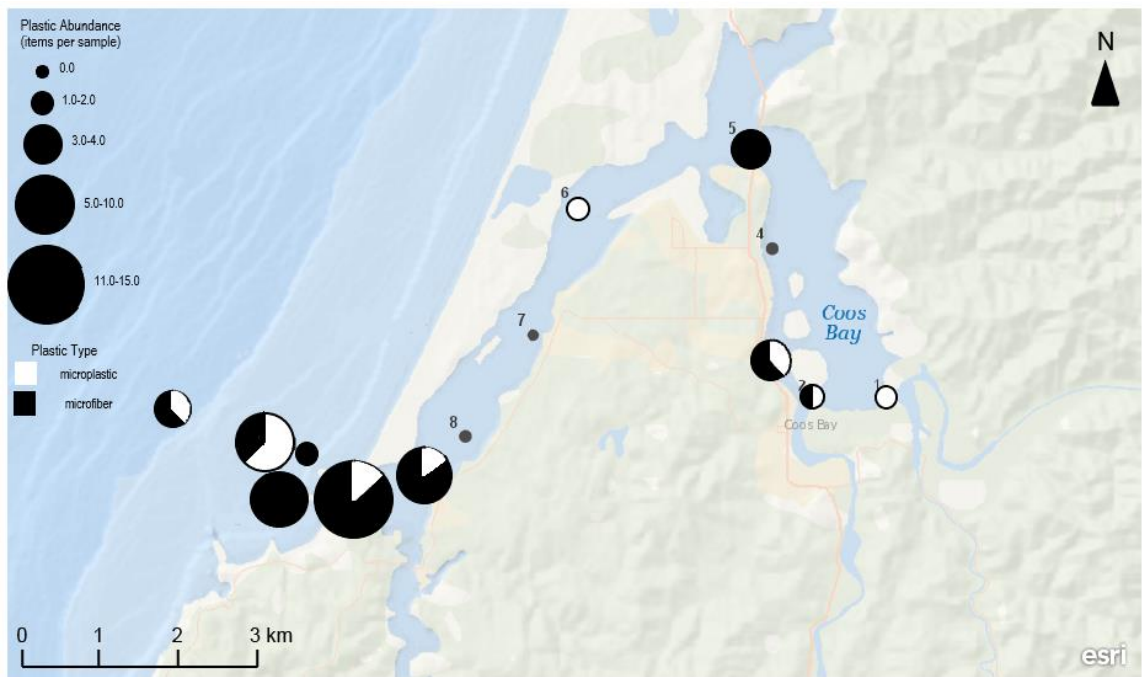 Plastic Abundance
(items per sample)
0.0
1.0-2.0
3.0-4.0
5.0-10.0
11.0-15.0
Plastic Type
microplastic
microfiber
N
5
6
4
7
Coos
Bay
2
1
Coos Bay
8
0 1 2 3 km
esri